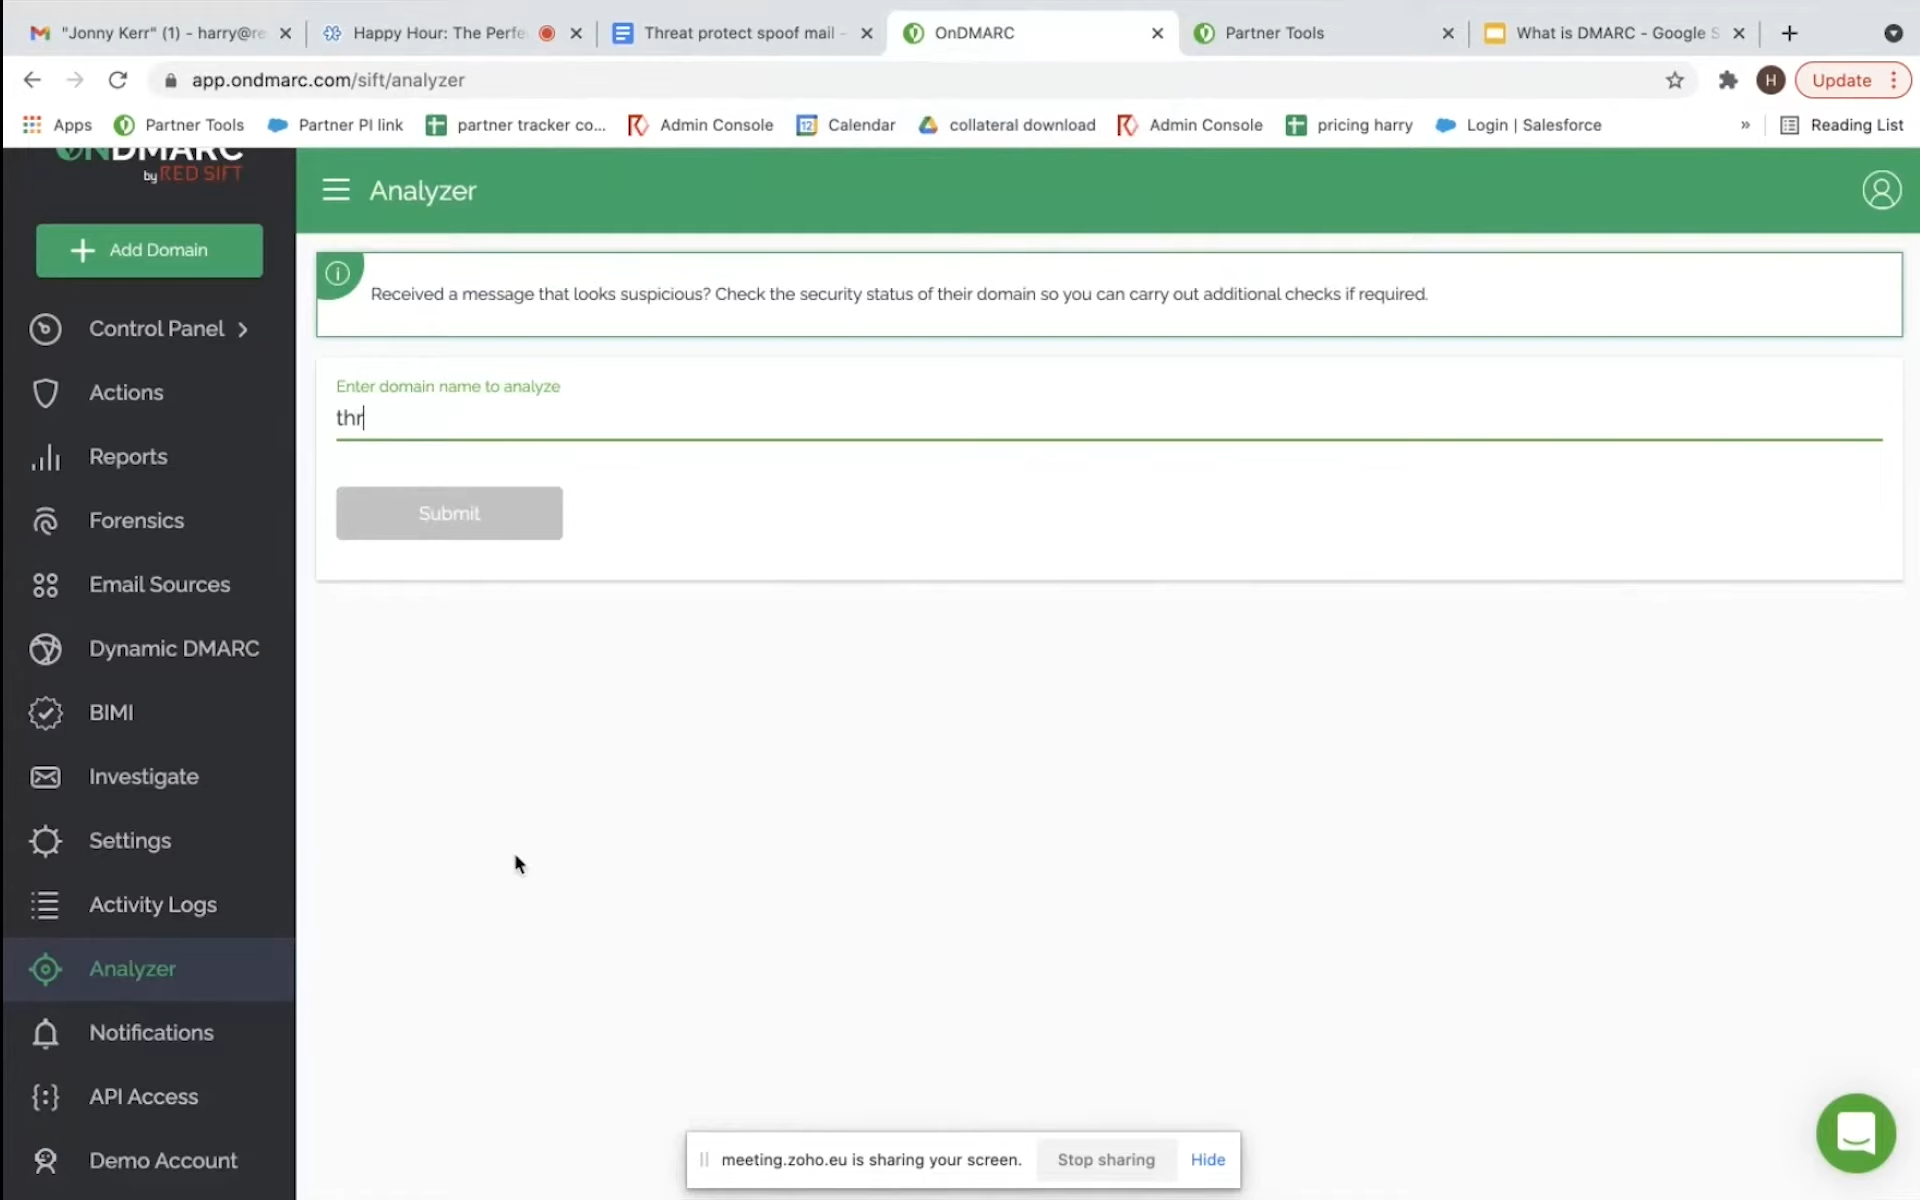 "Jonny Kerr" (1) - harry@re
Happy Hour: The Perfe
Threat protect spoof mail -
OnDMARC
Partner Tools
What is DMARC - Google S
app.ondmarc.com/sift/analyzer
H
Update
Apps
Partner Tools
Partner PI link
partner tracker co...
Admin Console
12
Calendar
collateral download
Admin Console
pricing harry
Login | Salesforce
»
Reading List
ONDMARC
by RED SIFT
Analyzer
Add Domain
Received a message that looks suspicious? Check the security status of their domain so you can carry out additional checks if required.
Enter domain name to analyze
thr
Submit
Control Panel
Actions
Reports
Forensics
Email Sources
Dynamic DMARC
BIMI
Investigate
Settings
Activity Logs
Analyzer
Notifications
API Access
Demo Account
meeting.zoho.eu is sharing your screen.
Stop sharing
Hide